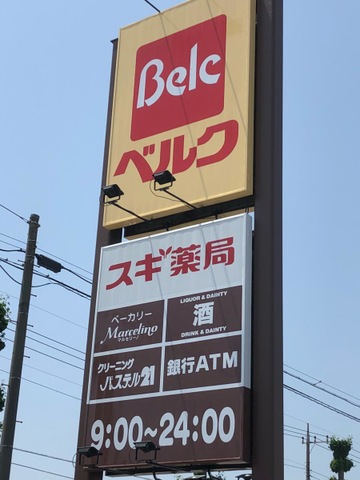 Belc
ベルク
スギ薬局
ベーカリー
Marcelino
マルセリーノ
LIQUOR & DAINTY
酒
DRINK & DAINTY
クリーニング
パステル21
銀行ATM
9:00~24:00